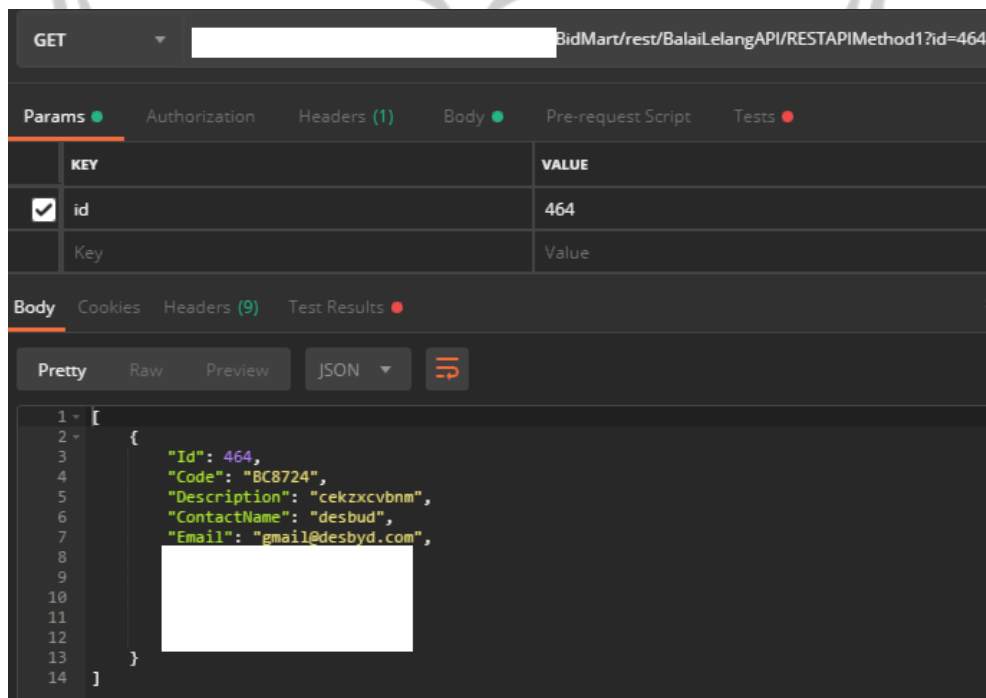 GET BidMart/rest/BalaiLelangAPI/RESTAPIMethod1?id=464
Params Authorization Headers (1) Body Pre-request Script Tests
KEY VALUE
id 464
Key Value
Body Cookies Headers (9) Test Results
Pretty Raw Preview JSON
1 [
2 {
3 "Id": 464,
4 "Code": "BC8724",
5 "Description": "cekzxcvbnm",
6 "ContactName": "desbud",
7 "Email": "gmail@desbyd.com",
8
9
10
11
12
13 }
14 ]